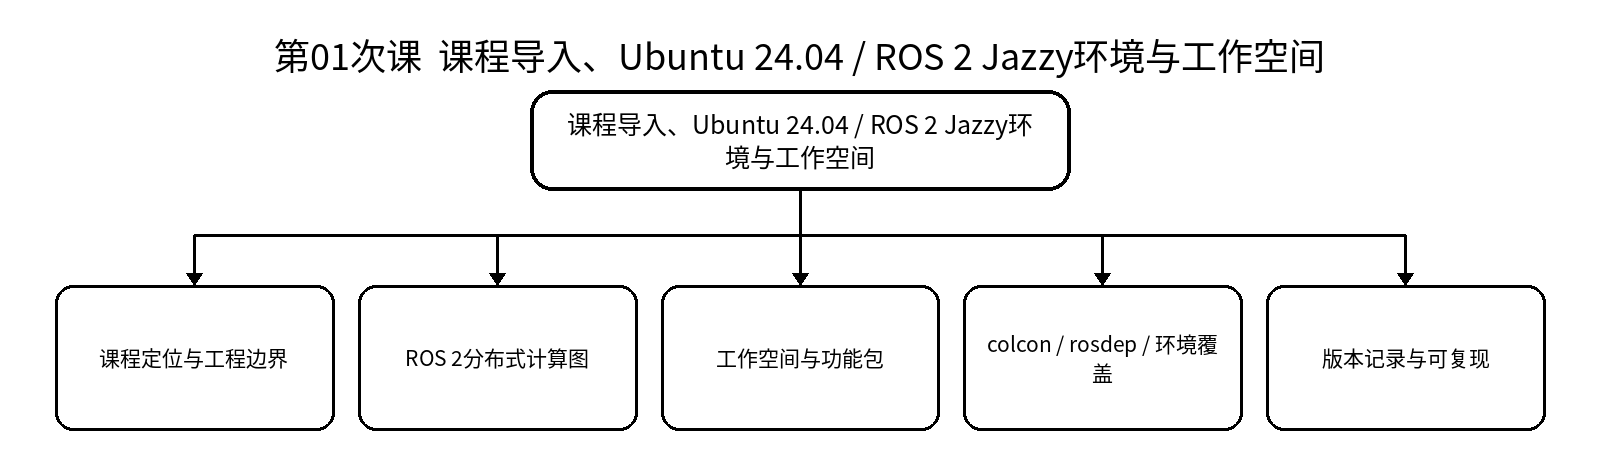 第01次课 课程导入、Ubuntu 24.04 / ROS 2 Jazzy环境与工作空间
课程导入、Ubuntu 24.04 / ROS 2 Jazzy环
境与工作空间
课程定位与工程边界
ROS 2分布式计算图
工作空间与功能包
colcon / rosdep / 环境覆
盖
版本记录与可复现